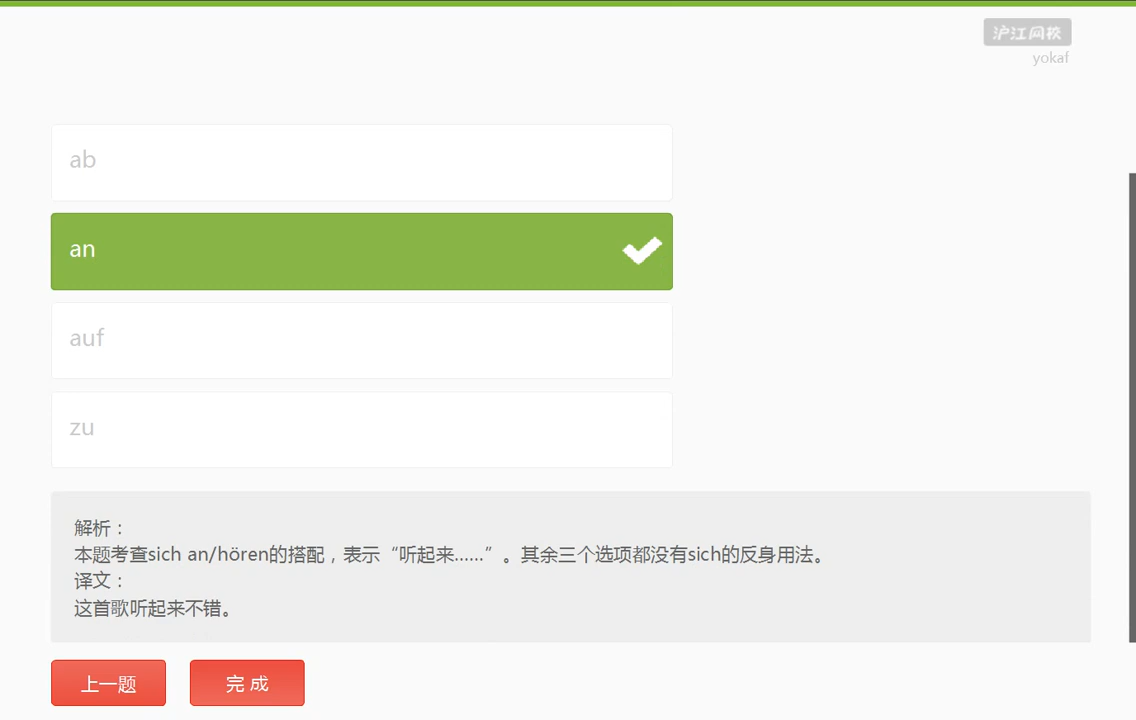 沪江网校
yokaf
ab
an
auf
zu
解析：
本题考查sich an/hören的搭配，表示“听起来……”。其余三个选项都没有sich的反身用法。
译文：
这首歌听起来不错。
上一题
完 成